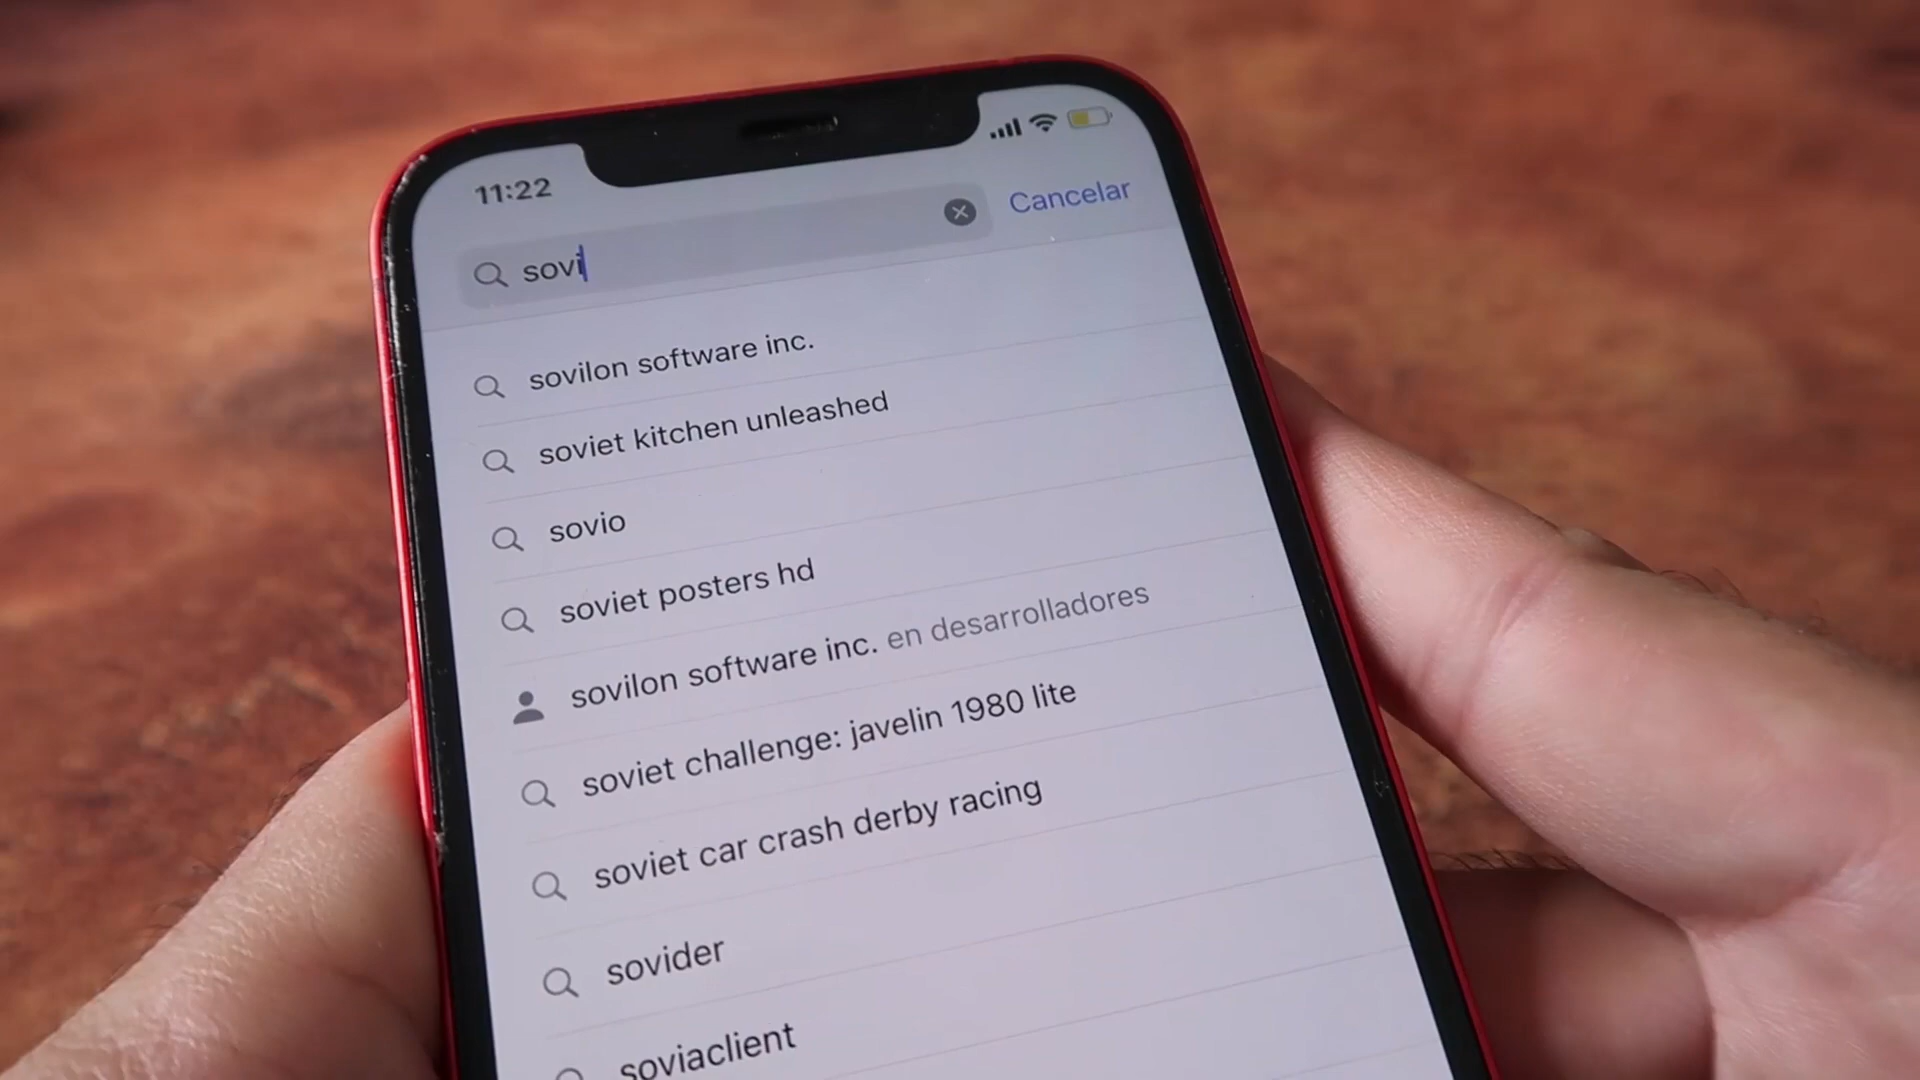 11:22
sovi
Cancelar
sovilon software inc.
soviet kitchen unleashed
sovio
soviet posters hd
sovilon software inc. en desarrolladores
soviet challenge: javelin 1980 lite
soviet car crash derby racing
sovider
soviaclient